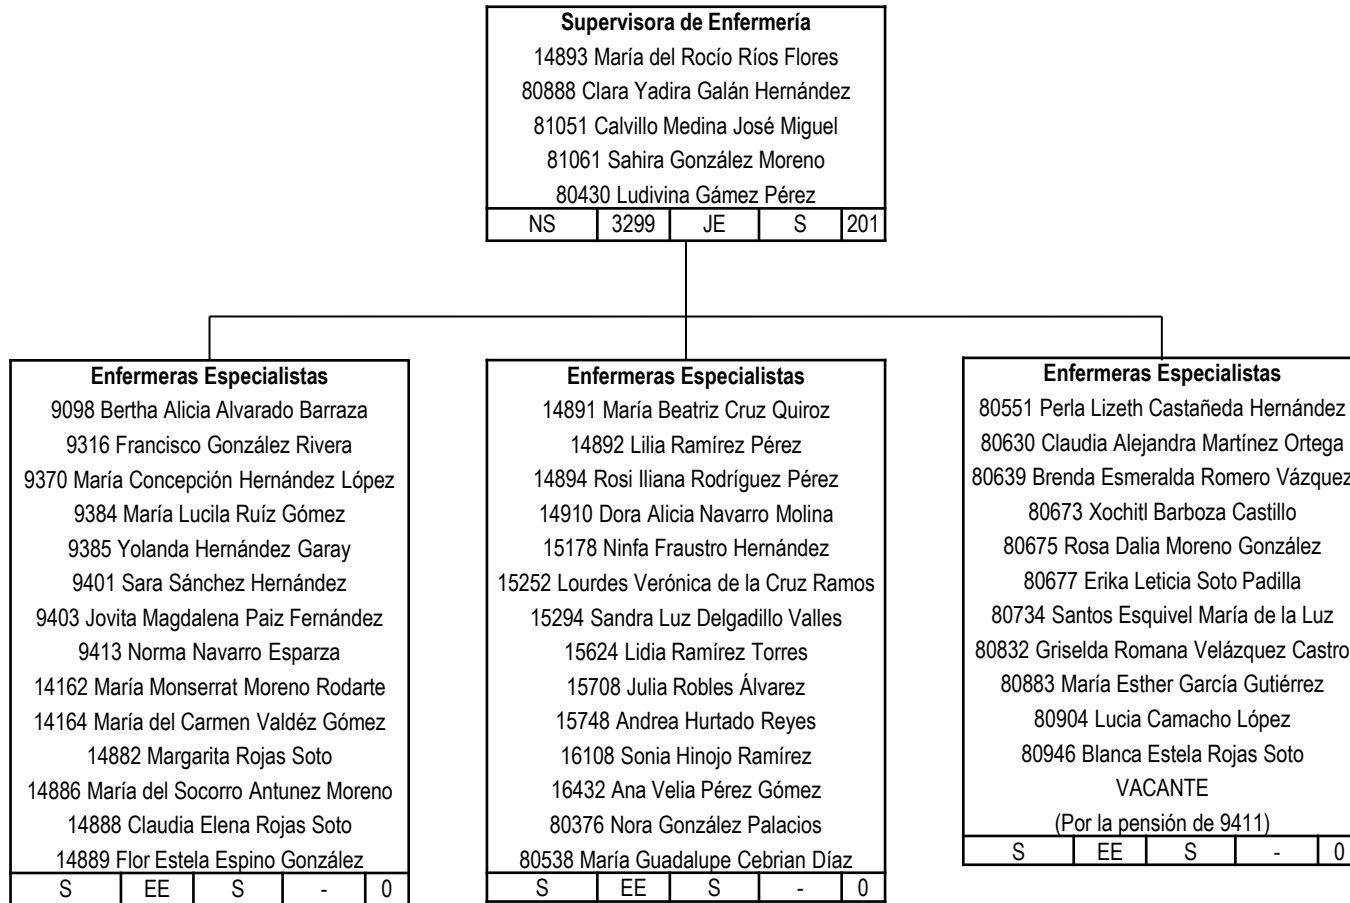 Supervisora de Enfermería
14893 María del Rocío Ríos Flores
80888 Clara Yadira Galán Hernández
81051 Calvillo Medina José Miguel
81061 Sahira González Moreno
80430 Ludivina Gámez Pérez
NS 3299 JE S 201
Enfermeras Especialistas
9098 Bertha Alicia Alvarado Barraza
9316 Francisco González Rivera
9370 María Concepción Hernández López
9384 María Lucila Ruíz Gómez
9385 Yolanda Hernández Garay
9401 Sara Sánchez Hernández
9403 Jovita Magdalena Paiz Fernández
9413 Norma Navarro Esparza
14162 María Monserrat Moreno Rodarte
14164 María del Carmen Valdéz Gómez
14882 Margarita Rojas Soto
14886 María del Socorro Antunez Moreno
14888 Claudia Elena Rojas Soto
14889 Flor Estela Espino González
S EE S - 0
Enfermeras Especialistas
14891 María Beatriz Cruz Quiroz
14892 Lilia Ramírez Pérez
14894 Rosi Iliana Rodríguez Pérez
14910 Dora Alicia Navarro Molina
15178 Ninfa Fraustro Hernández
15252 Lourdes Verónica de la Cruz Ramos
15294 Sandra Luz Delgadillo Valles
15624 Lidia Ramírez Torres
15708 Julia Robles Álvarez
15748 Andrea Hurtado Reyes
16108 Sonia Hinojo Ramírez
16432 Ana Velia Pérez Gómez
80376 Nora González Palacios
80538 María Guadalupe Cebrian Díaz
S EE S - 0
Enfermeras Especialistas
80551 Perla Lizeth Castañeda Hernández
80630 Claudia Alejandra Martínez Ortega
80639 Brenda Esmeralda Romero Vázquez
80673 Xochitl Barboza Castillo
80675 Rosa Dalia Moreno González
80677 Erika Leticia Soto Padilla
80734 Santos Esquivel María de la Luz
80832 Griselda Romana Velázquez Castro
80883 María Esther García Gutiérrez
80904 Lucia Camacho López
80946 Blanca Estela Rojas Soto
VACANTE
(Por la pensión de 9411)
S EE S - 0